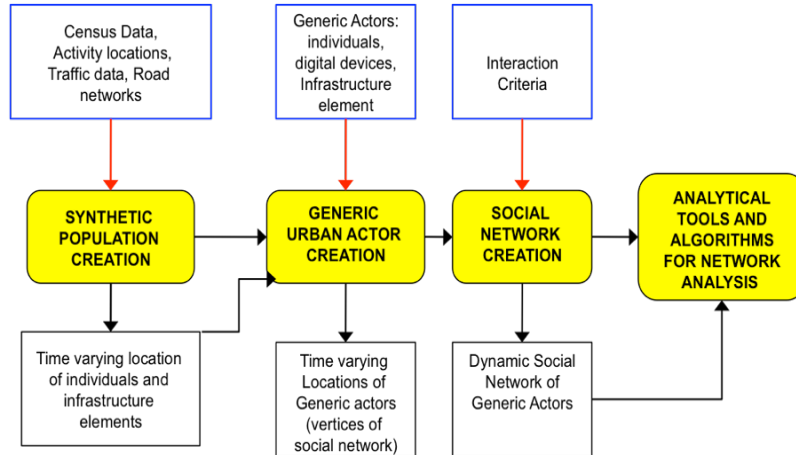 Census Data,
Activity locations,
Traffic data, Road
networks
Generic Actors:
individuals,
digital devices,
Infrastructure
element
Interaction
Criteria
SYNTHETIC
POPULATION
CREATION
GENERIC
URBAN ACTOR
CREATION
SOCIAL
NETWORK
CREATION
ANALYTICAL
TOOLS AND
ALGORITHMS
FOR NETWORK
ANALYSIS
Time varying location
of individuals and
infrastructure
elements
Time varying
Locations of
Generic actors
(vertices of
social network)
Dynamic Social
Network of
Generic Actors